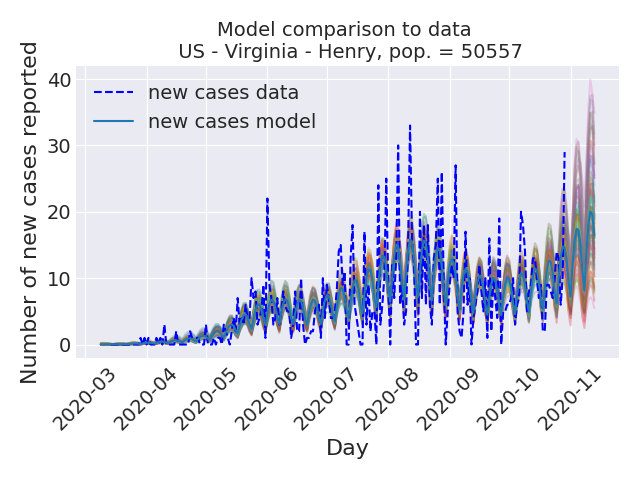 Model comparison to data
US - Virginia - Henry, pop. = 50557
Number of new cases reported
40
30
20
10
0
new cases data
new cases model
2020-03
2020-04
2020-05
2020-06
2020-07
2020-08
2020-09
2020-10
2020-11
Day